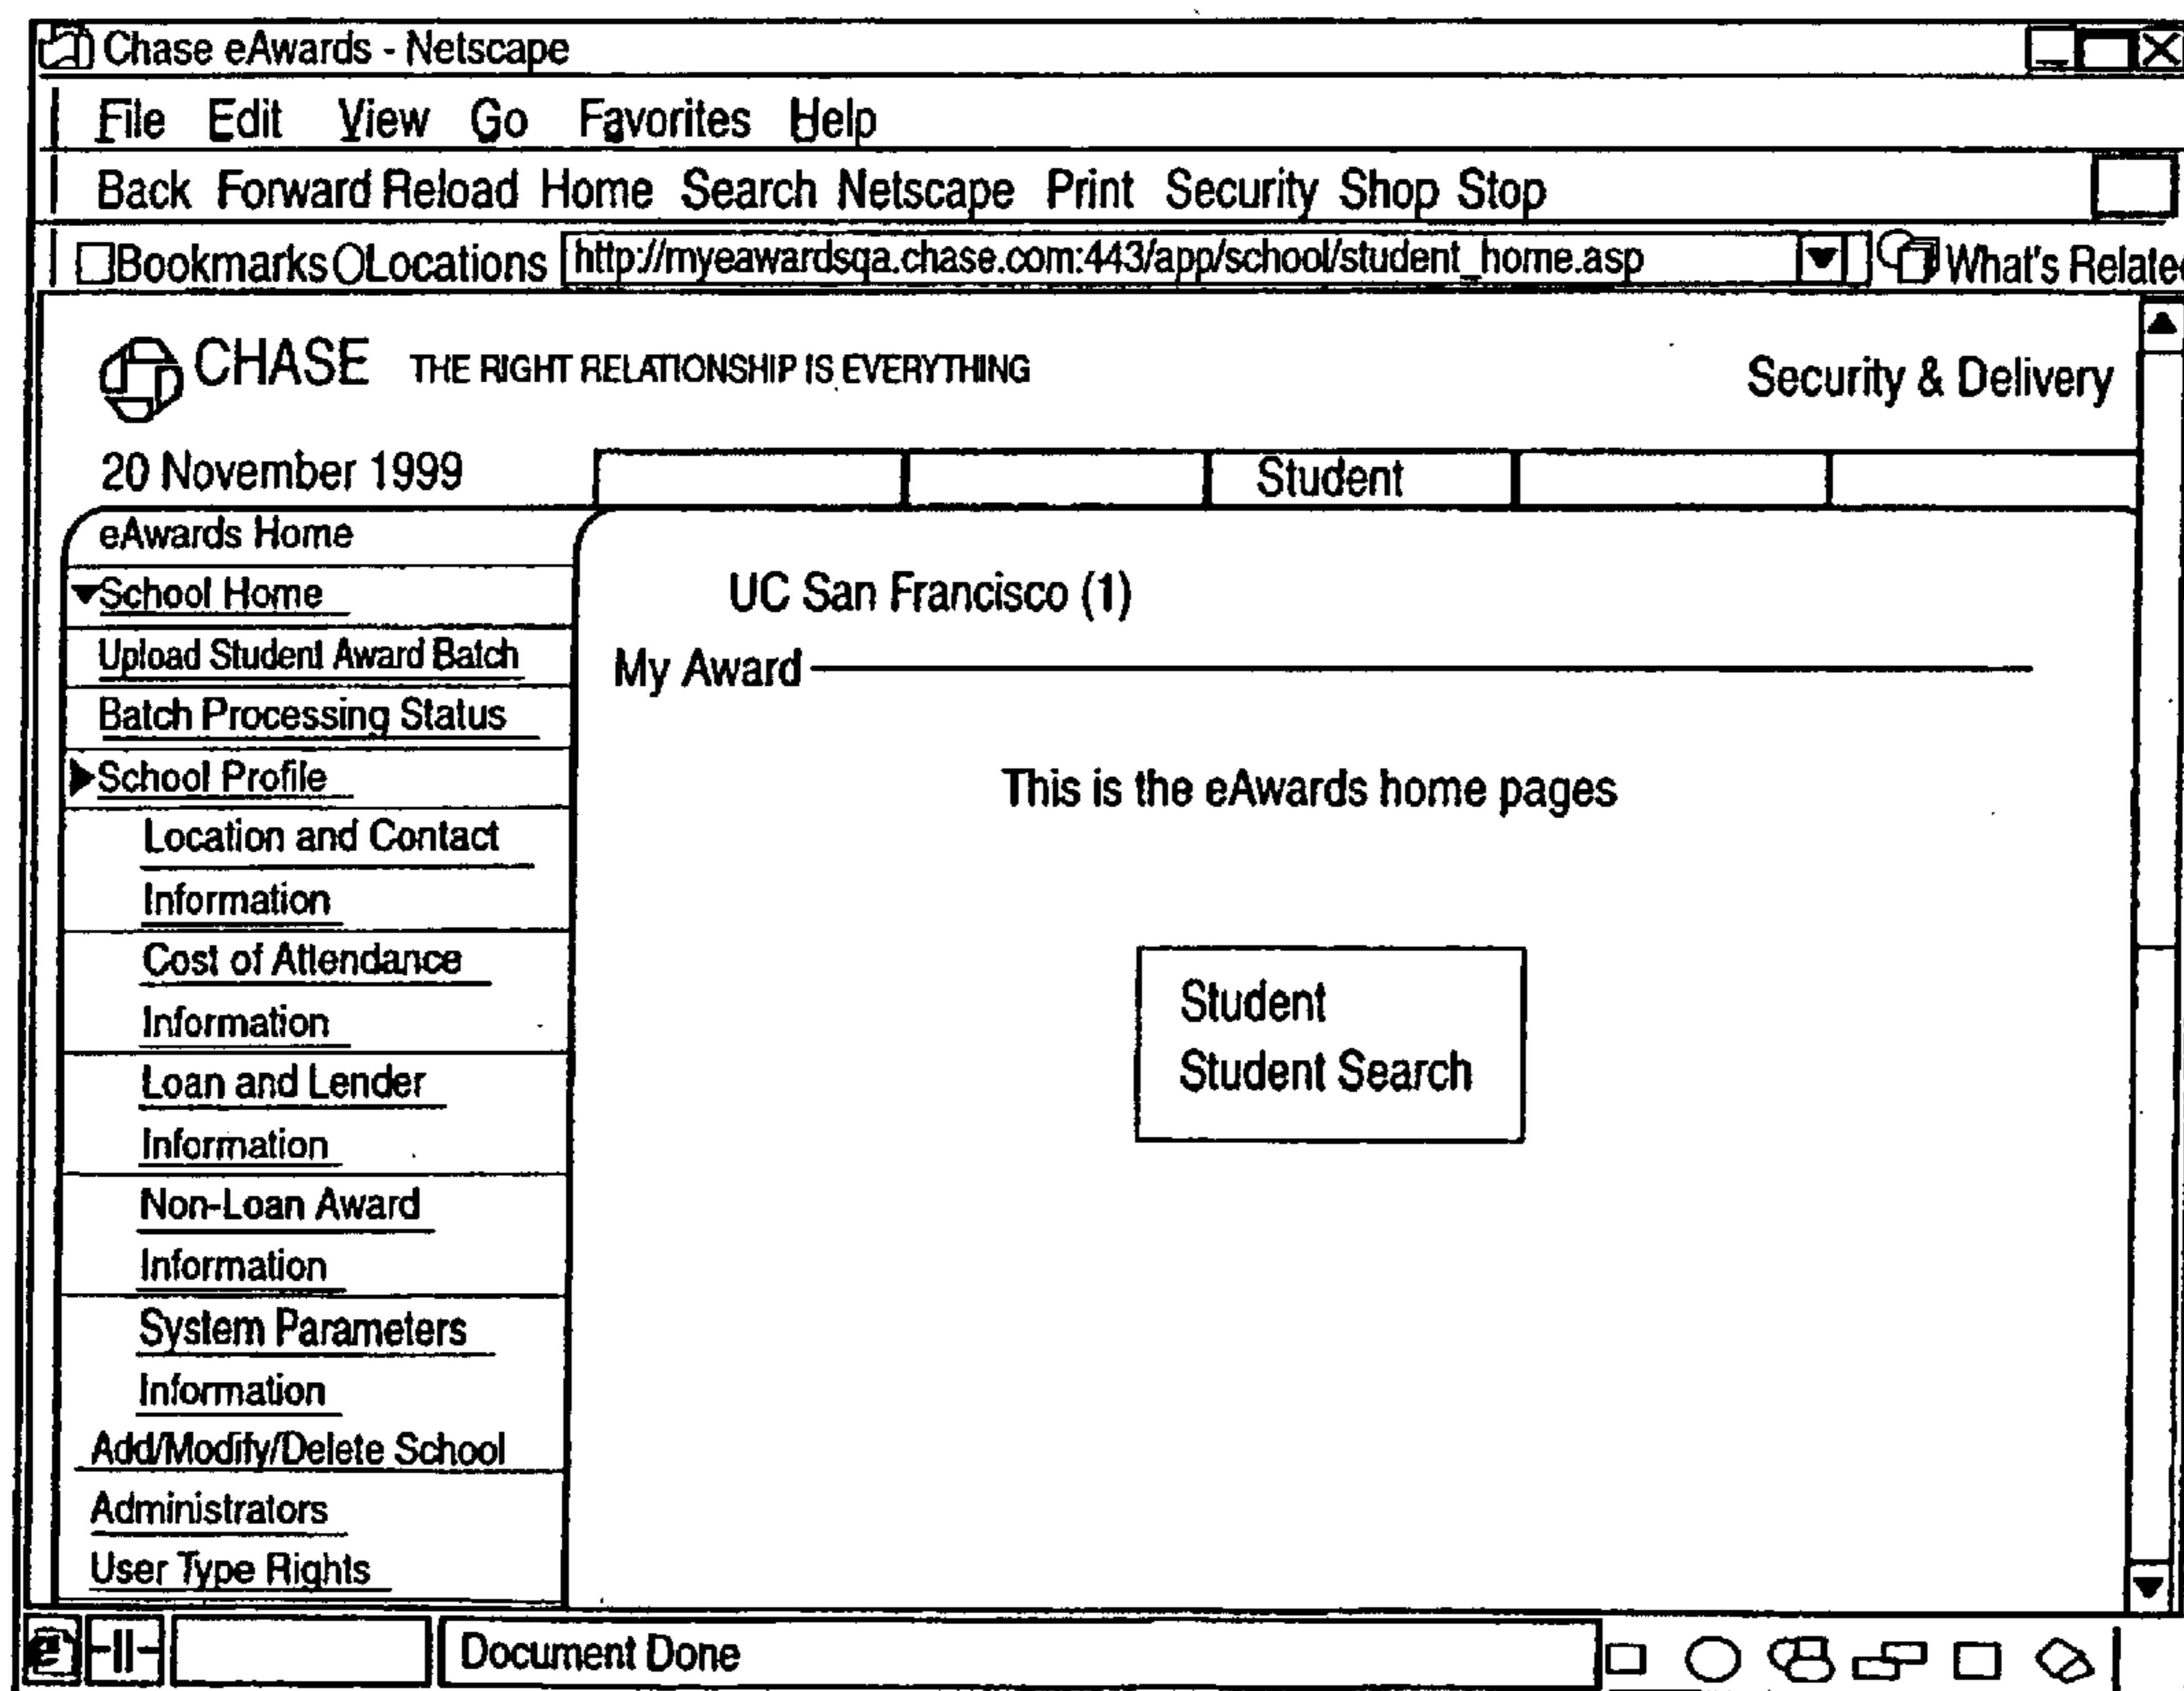 Chase eAwards - Netscape
File Edit View Go Favorites Help
Back Forward Reload Home Search Netscape Print Security Shop Stop
Bookmarks Locations http://myeawardsqa.chase.com:443/app/school/student_home.asp What's Related
CHASE THE RIGHT RELATIONSHIP IS EVERYTHING
Security & Delivery
20 November 1999
Student
eAwards Home
School Home
Upload Student Award Batch
Batch Processing Status
School Profile
Location and Contact
Information
Cost of Attendance
Information
Loan and Lender
Information
Non-Loan Award
Information
System Parameters
Information
Add/Modify/Delete School
Administrators
User Type Rights
UC San Francisco (1)
My Award
This is the eAwards home pages
Student
Student Search
Document Done